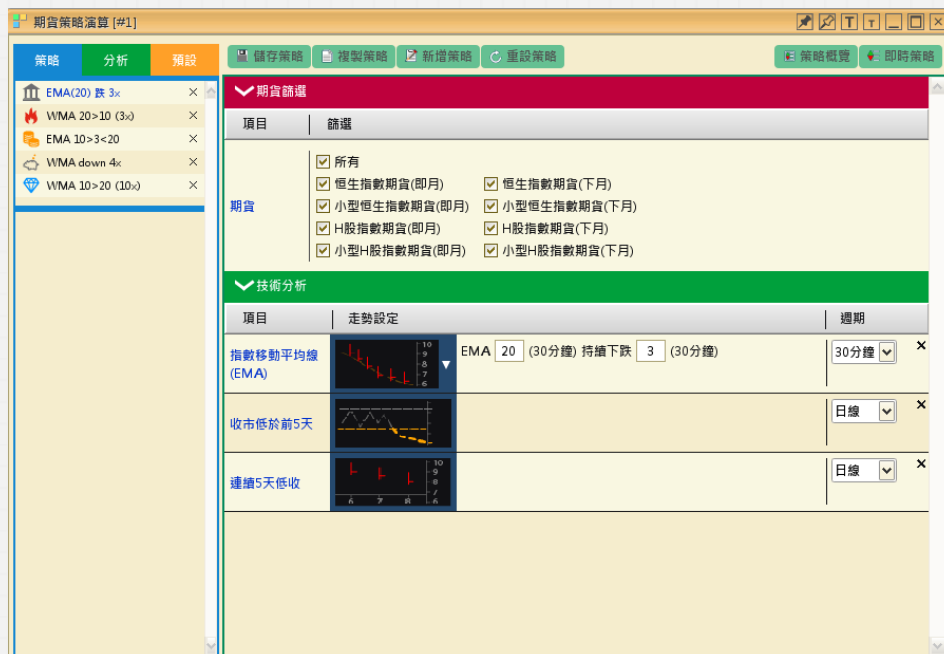 期貨策略演算 [#1]
T T
策略 分析 預設
儲存策略 複製策略 新增策略 重設策略 策略概覽 即時策略
EMA(20) 跌 3x
WMA 20>10 (3x)
EMA 10>3<20
WMA down 4x
WMA 10>20 (10x)
期貨篩選
項目 篩選
期貨
所有
恒生指數期貨(即月) 恒生指數期貨(下月)
小型恒生指數期貨(即月) 小型恒生指數期貨(下月)
H股指數期貨(即月) H股指數期貨(下月)
小型H股指數期貨(即月) 小型H股指數期貨(下月)
技術分析
項目 走勢設定 週期
指數移動平均線
(EMA)
10
9
8
7
6
EMA 20 (30分鐘) 持續下跌 3 (30分鐘)
30分鐘
收市低於前5天
日線
連續5天低收
10
9
8
7
6
日線